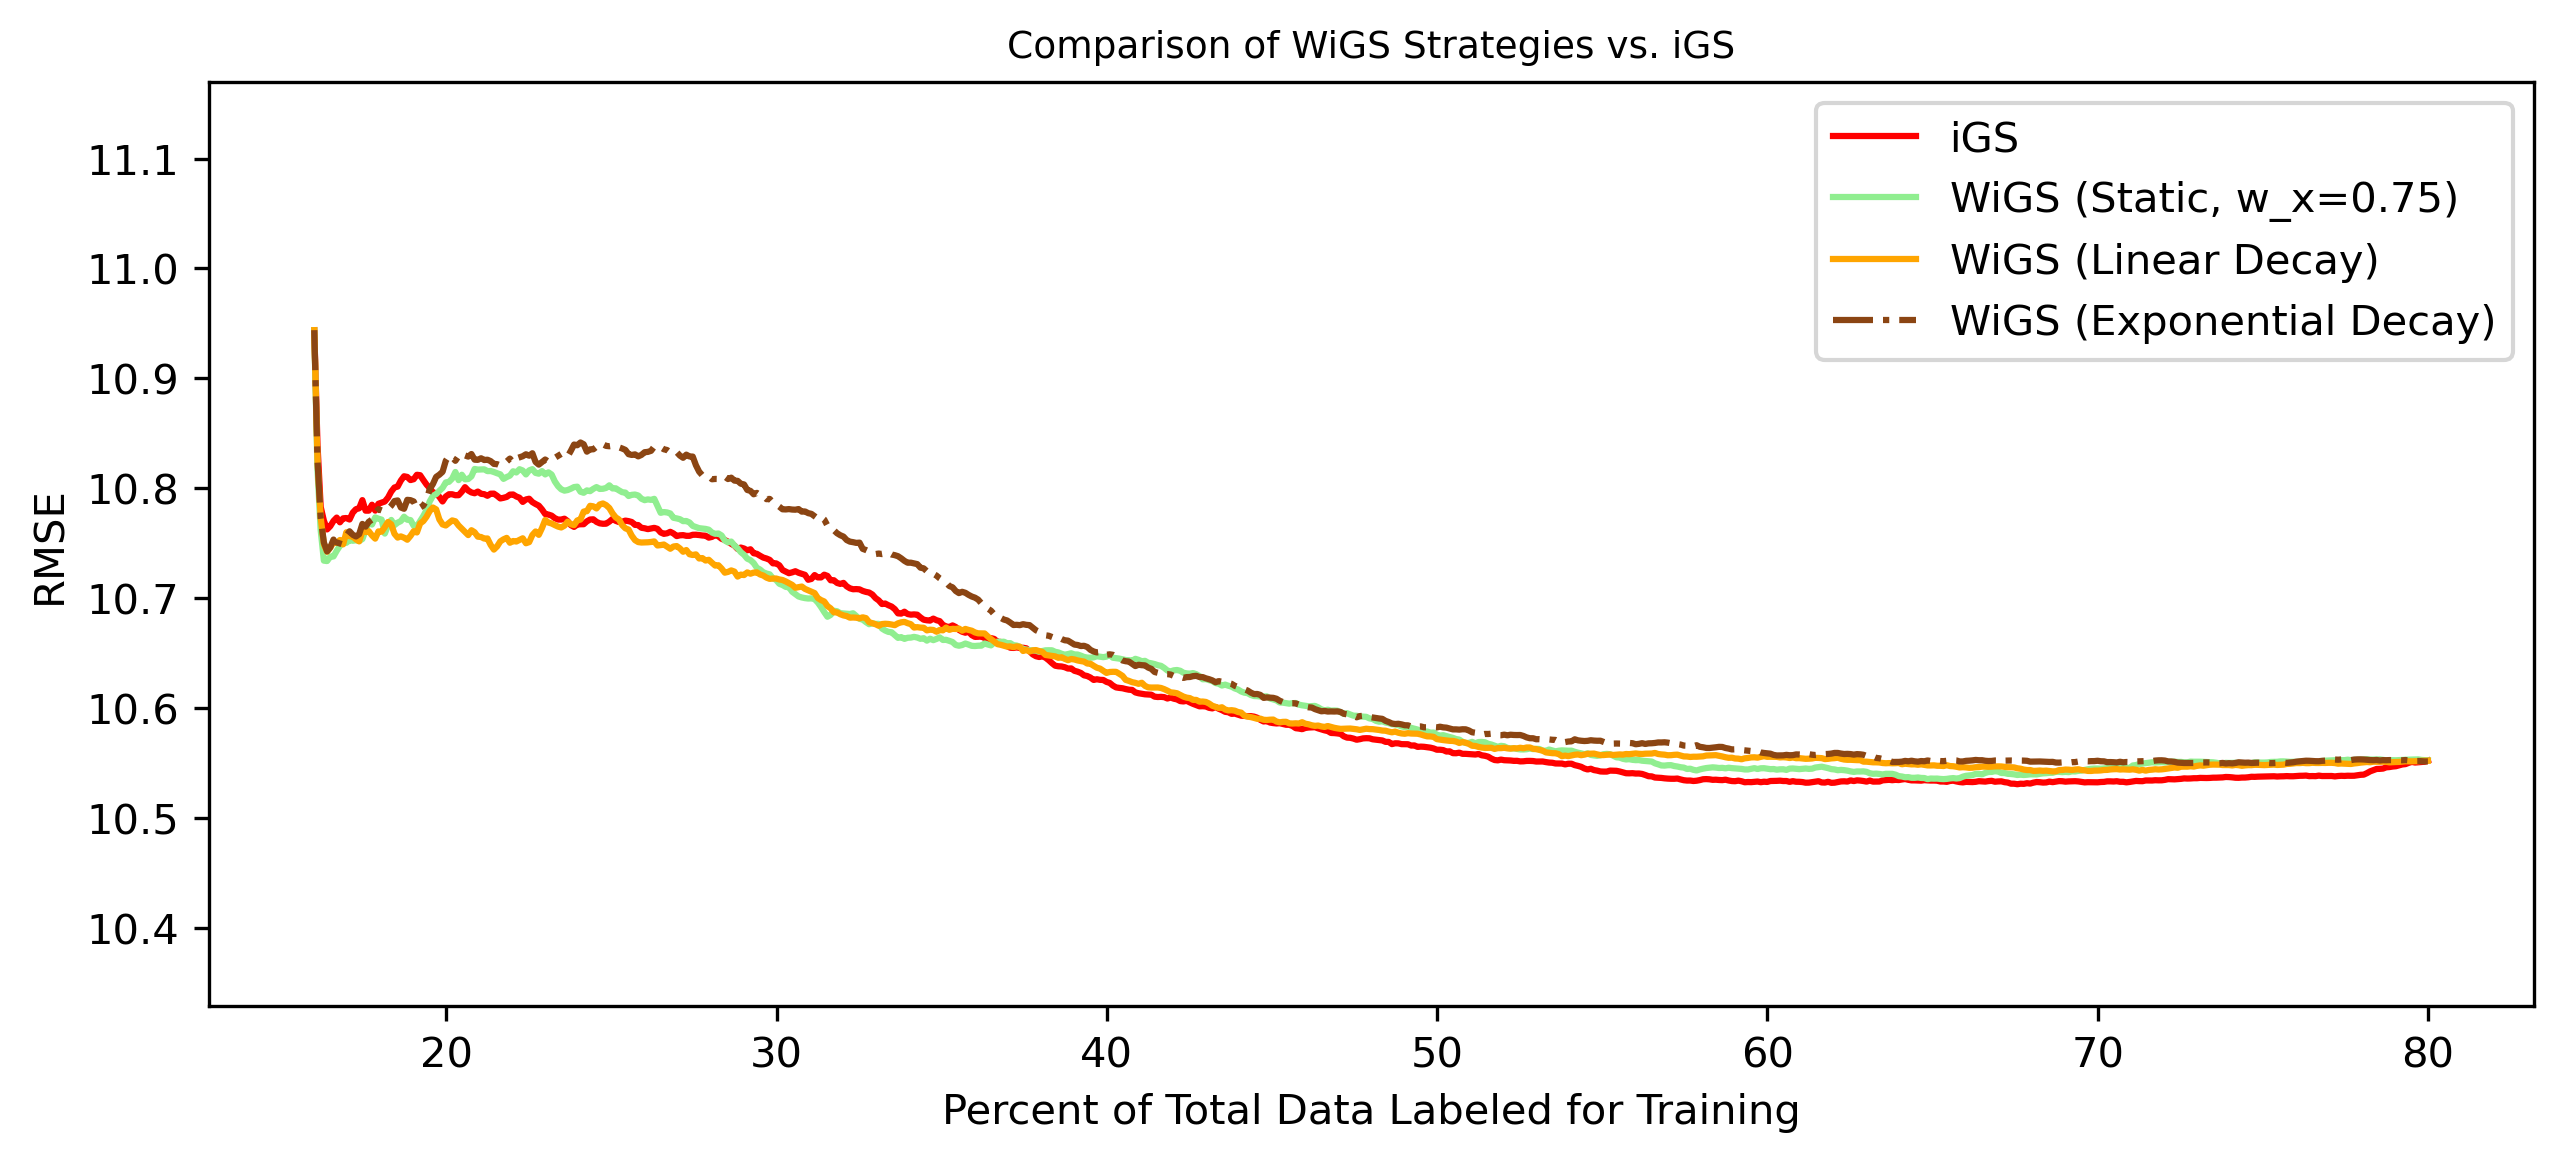 Comparison of WiGS Strategies vs. iGS
iGS
WiGS (Static, w_x=0.75)
WiGS (Linear Decay)
WiGS (Exponential Decay)
RMSE
11.1
11.0
10.9
10.8
10.7
10.6
10.5
10.4
20 30 40 50 60 70 80
Percent of Total Data Labeled for Training